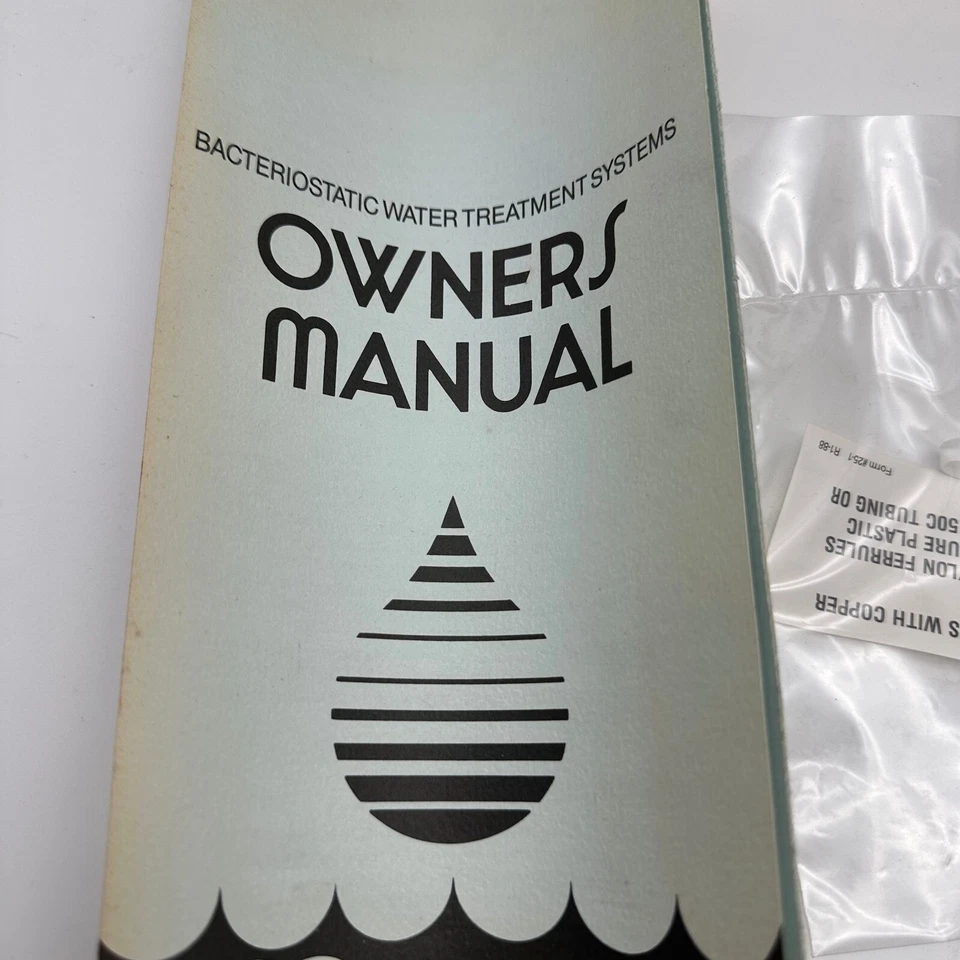 BACTERIOSTATIC WATER TREATMENT SYSTEMS
OWNERS
MANUAL
S WITH COPPER
LON FERRULES
URE PLASTIC
50C TUBING OR
Form #25-1 R1-88